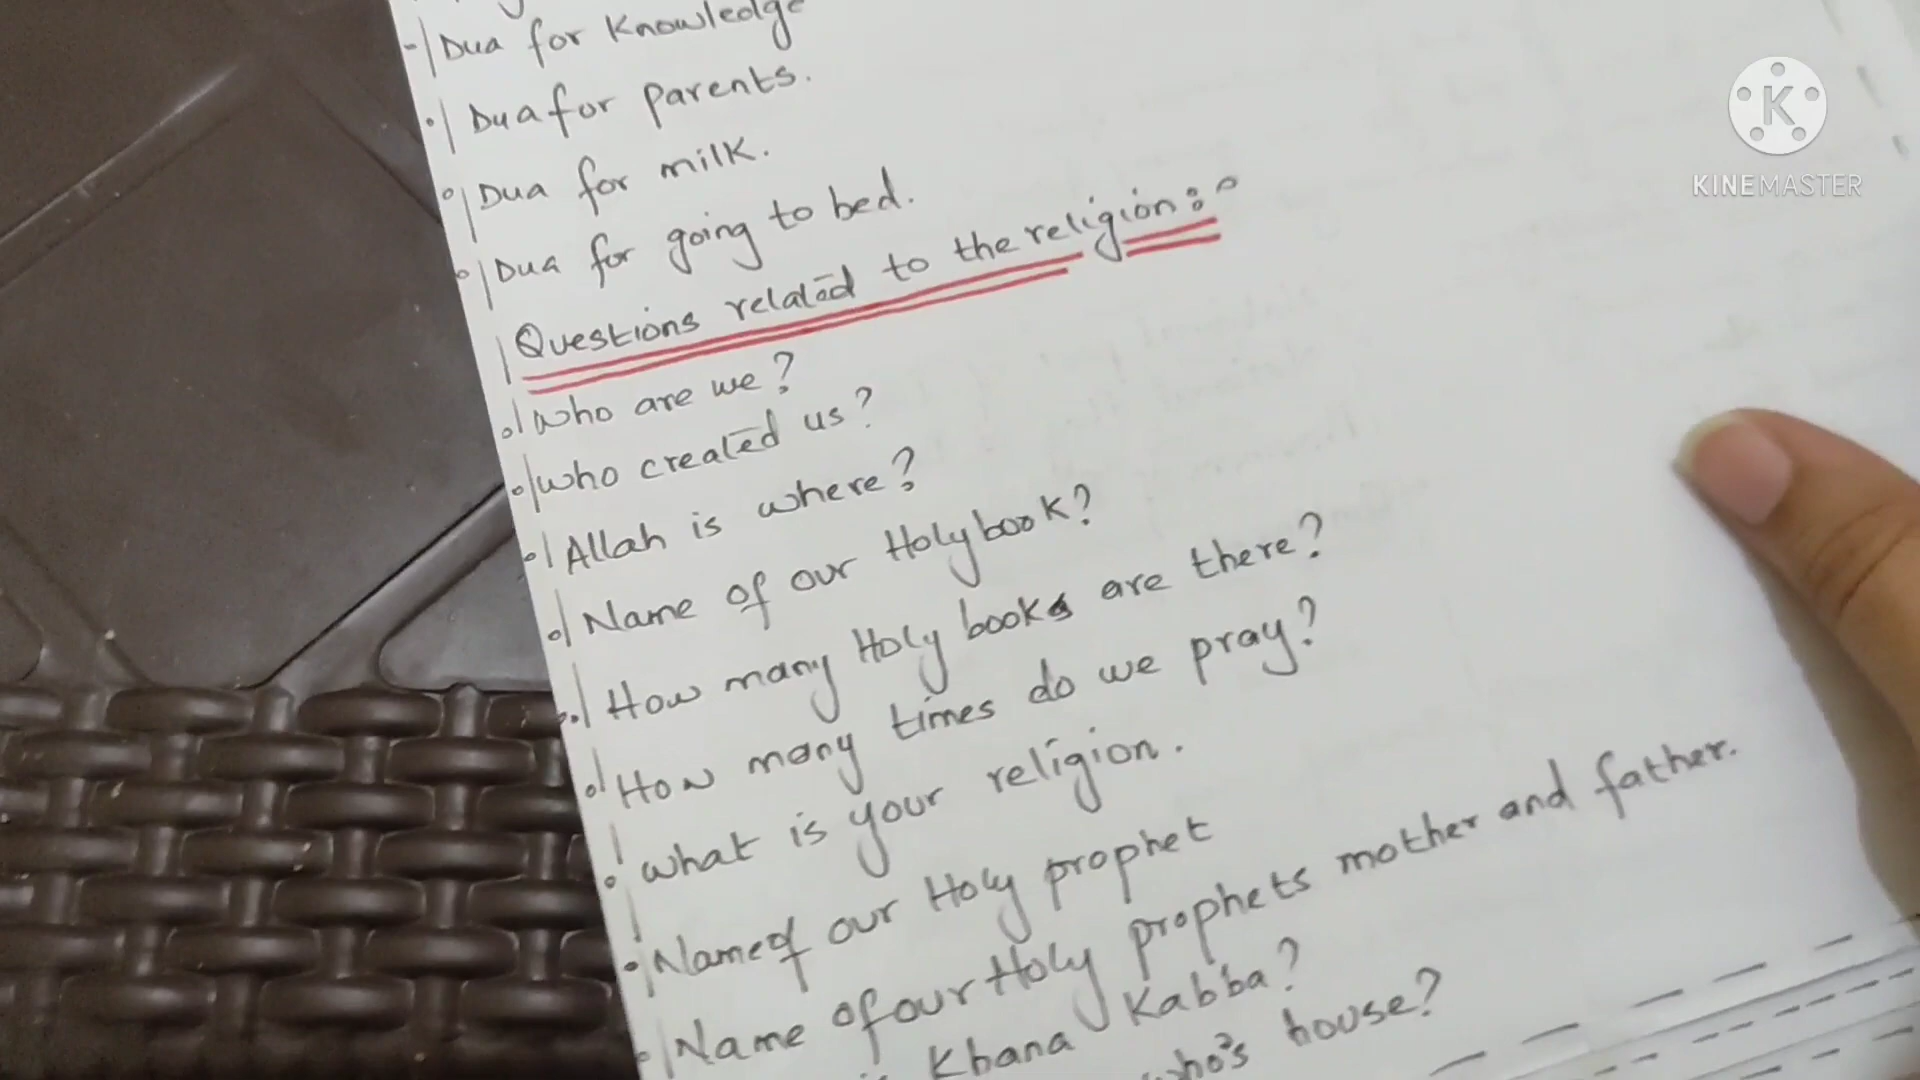 Dua for Knowledge
Dua for parents.
Dua for milk.
Dua for going to bed.
Questions related to the religion:-
Who are we?
who created us?
Allah is where?
Name of our Holy book?
How many Holy books are there?
How many times do we pray?
what is your religion.
Name of our Holy prophet
Name of our Holy prophets mother and father.
Khana Kabba?
who's house?
K
KINEMASTER